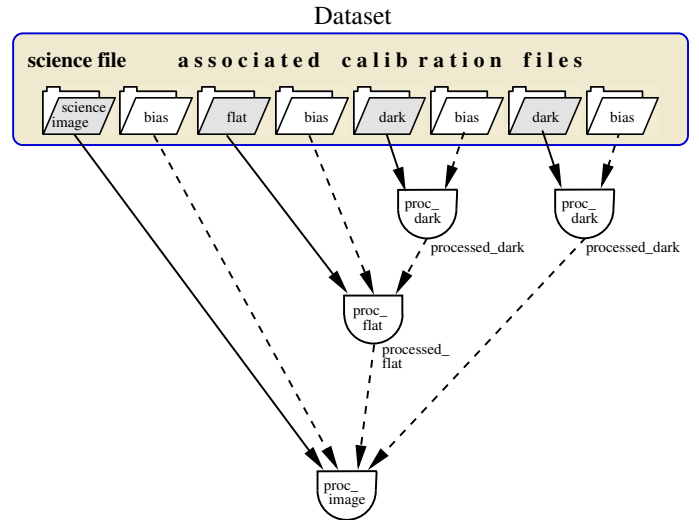 Dataset
science file associated calibration files
science
image
bias
flat
bias
dark
bias
dark
bias
proc_
dark
proc_
dark
processed_dark
processed_dark
proc_
flat
processed_
flat
proc_
image